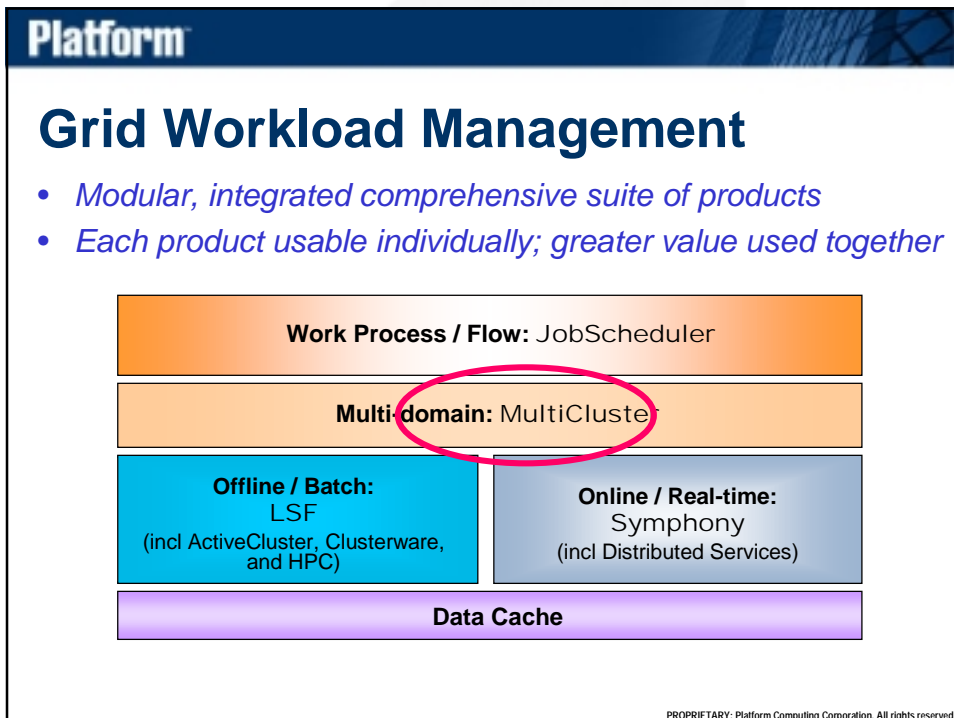 Platform
Grid Workload Management
• Modular, integrated comprehensive suite of products
• Each product usable individually; greater value used together
Work Process / Flow: JobScheduler
Multi-domain: MultiCluster
Offline / Batch:
LSF
(incl ActiveCluster, Clusterware,
and HPC)
Online / Real-time:
Symphony
(incl Distributed Services)
Data Cache
PROPRIETARY: Platform Computing Corporation. All rights reserved